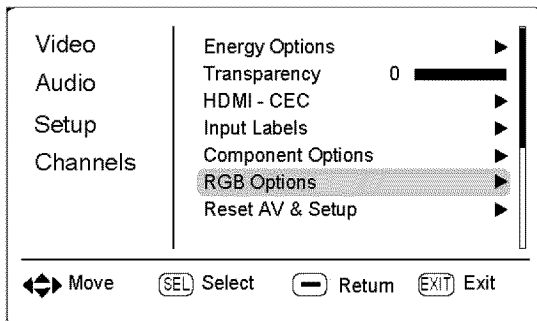 Video
Audio
Setup
Channels
Energy Options
Transparency 0
HDMI - CEC
Input Labels
Component Options
RGB Options
Reset AV & Setup
Move SEL Select Return EXIT Exit